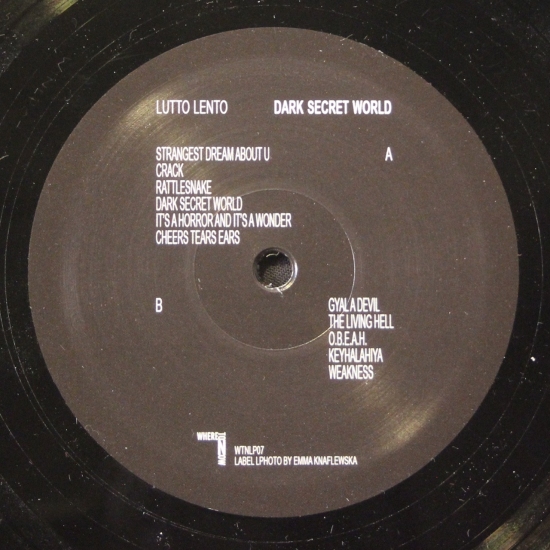 LUTTO LENTO DARK SECRET WORLD
STRANGEST DREAM ABOUT U A
CRACK
RATTLESNAKE
DARK SECRET WORLD
IT'S A HORROR AND IT'S A WONDER
CHEERS TEARS EARS
B GYAL A DEVIL
THE LIVING HELL
O.B.E.A.H.
KEYHALAHIYA
WEAKNESS
WHERE
WTNLP07
LABEL LPHOTO BY EMMA KNAFLEWSKA